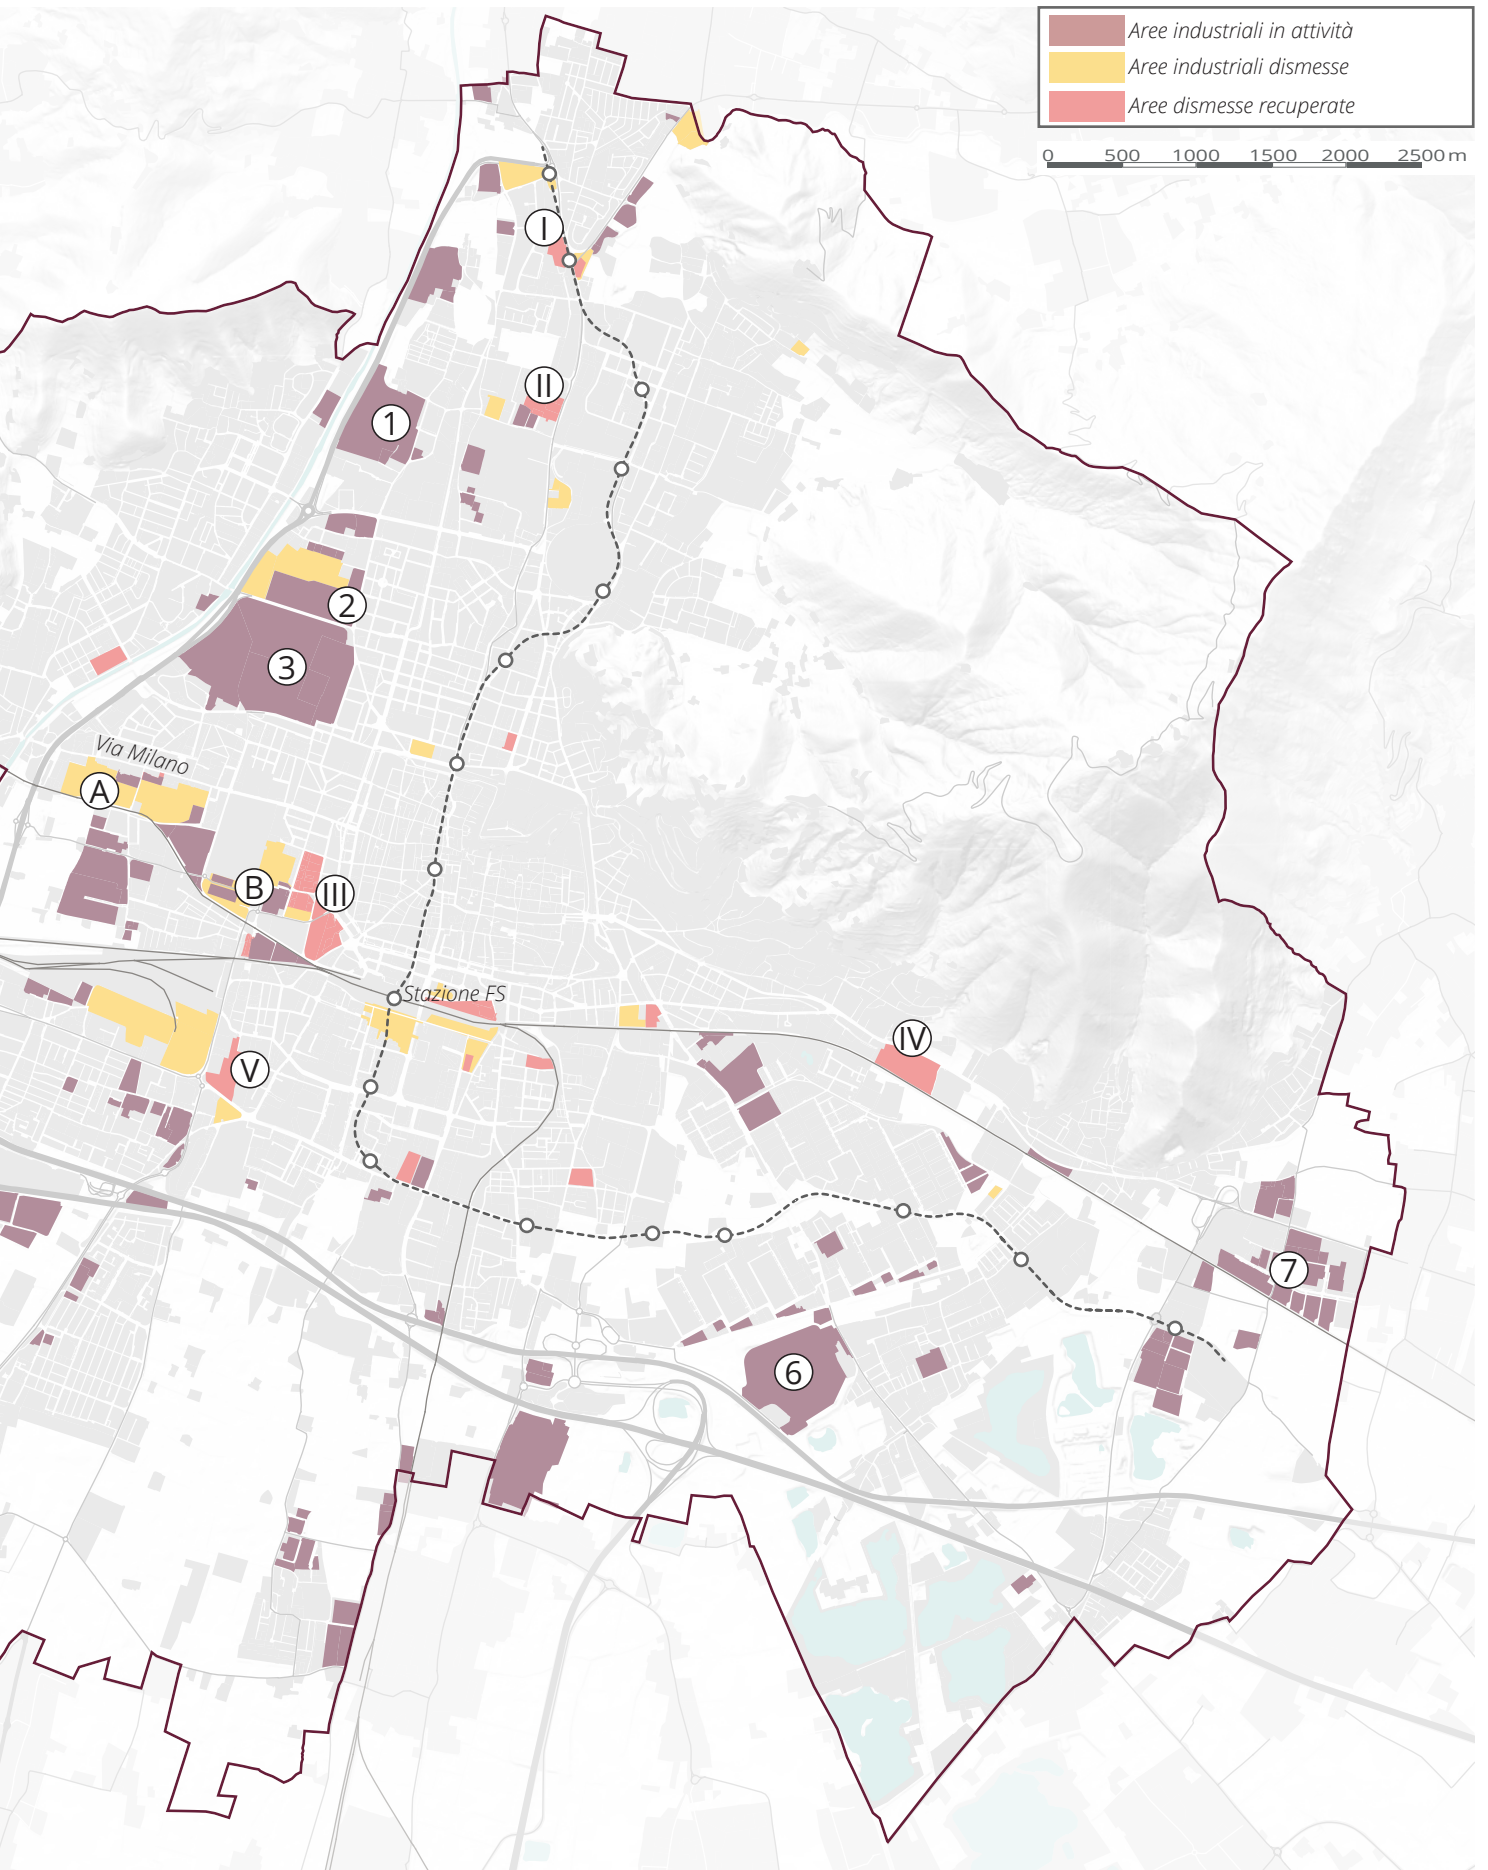 Aree industriali in attività
Aree industriali dismesse
Aree dismesse recuperate
0 500 1000 1500 2000 2500 m
I
II
1
2
3
Via Milano
A
B
III
Stazione FS
IV
V
7
6